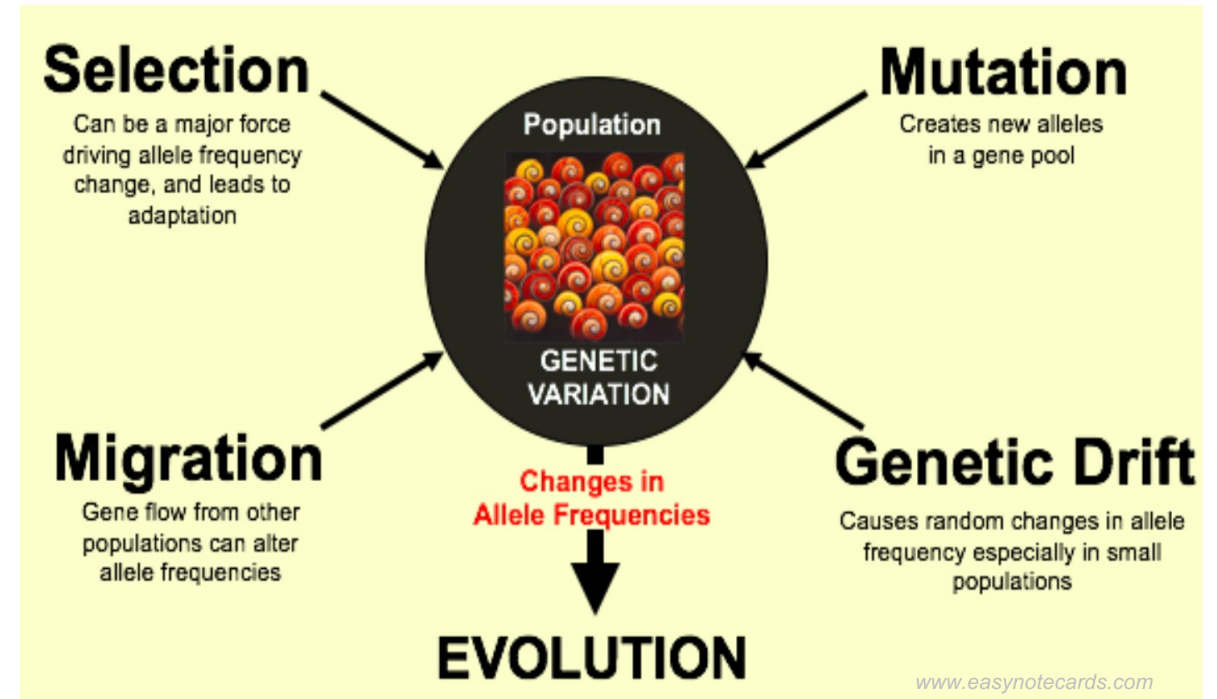 Selection
Can be a major force
driving allele frequency
change, and leads to
adaptation
Mutation
Creates new alleles
in a gene pool
Population
GENETIC
VARIATION
Migration
Gene flow from other
populations can alter
allele frequencies
Changes in
Allele Frequencies
Genetic Drift
Causes random changes in allele
frequency especially in small
populations
EVOLUTION
www.easynotecards.com